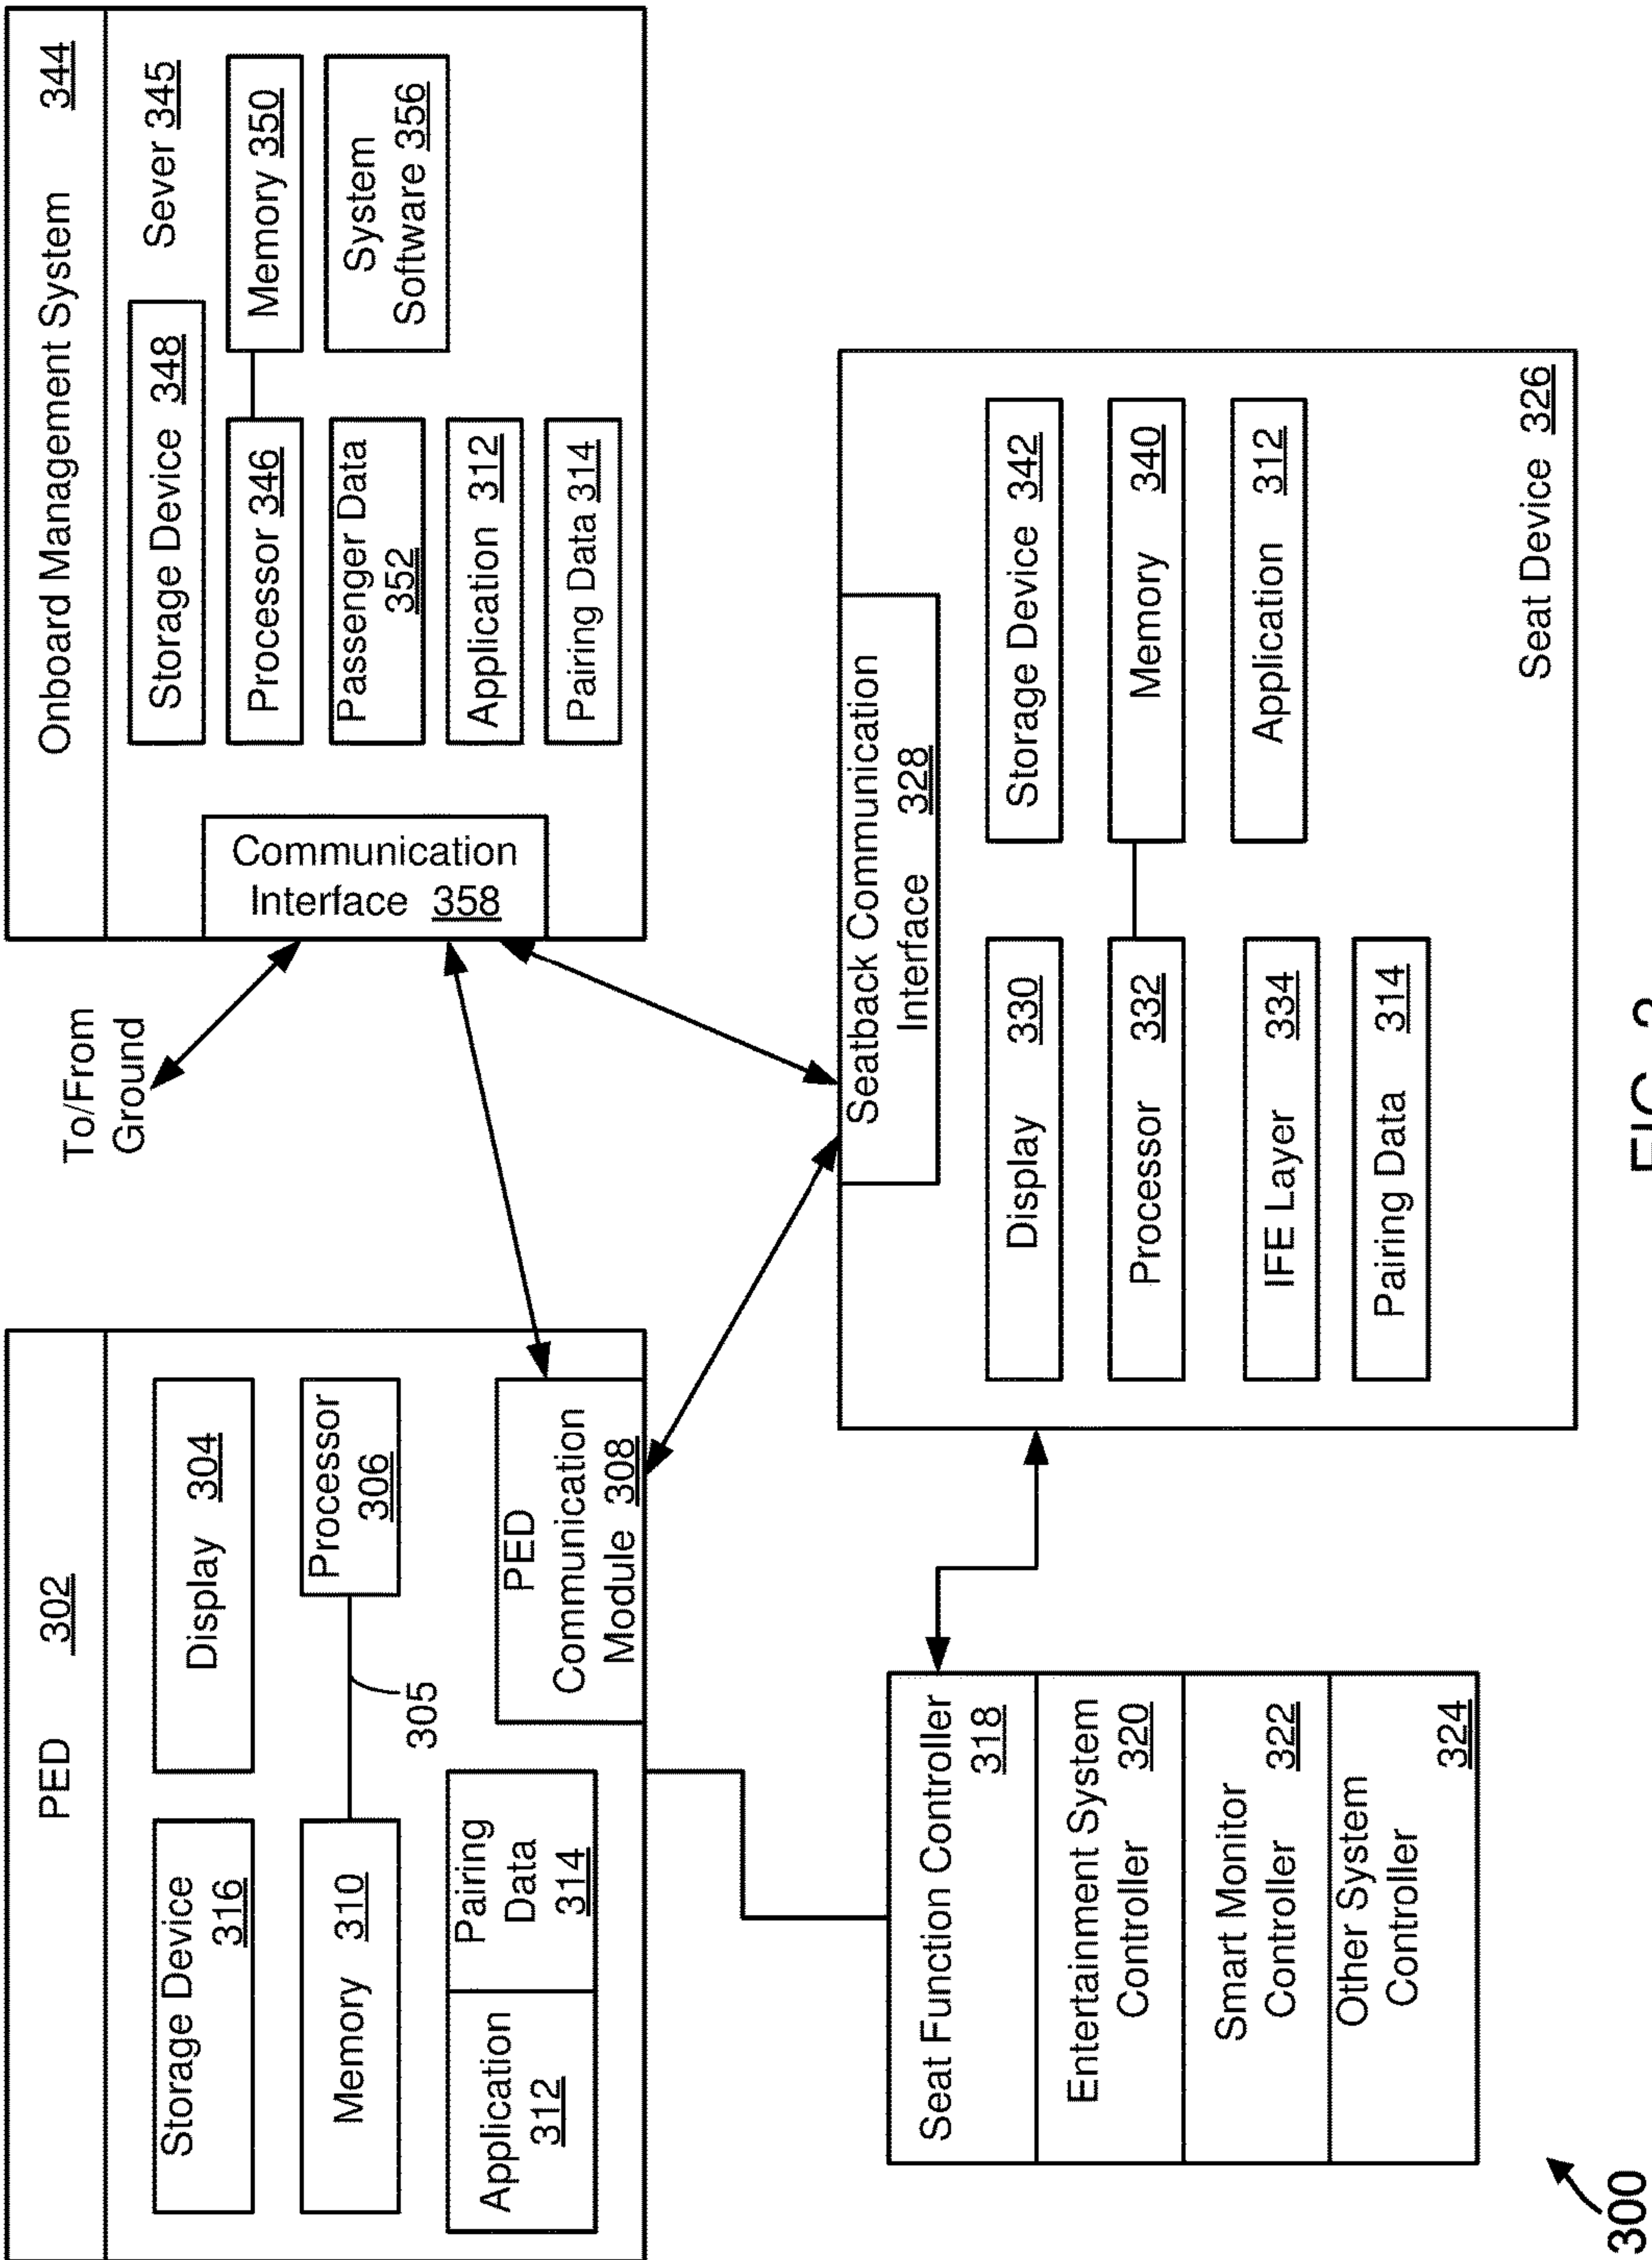 PED 302
Storage Device
316
Display 304
Memory 310
Processor
306
305
Application
312
Pairing
Data
314
PED
Communication
Module 308
To/From
Ground
Onboard Management System 344
Sever 345
Storage Device 348
Processor 346
Memory 350
Passenger Data
352
System
Software 356
Application 312
Pairing Data 314
Communication
Interface 358
Seat Function Controller
318
Entertainment System
Controller 320
Smart Monitor
Controller 322
Other System
Controller 324
Seatback Communication
Interface 328
Display 330
Storage Device 342
Processor 332
Memory 340
IFE Layer 334
Application 312
Pairing Data 314
Seat Device 326
300